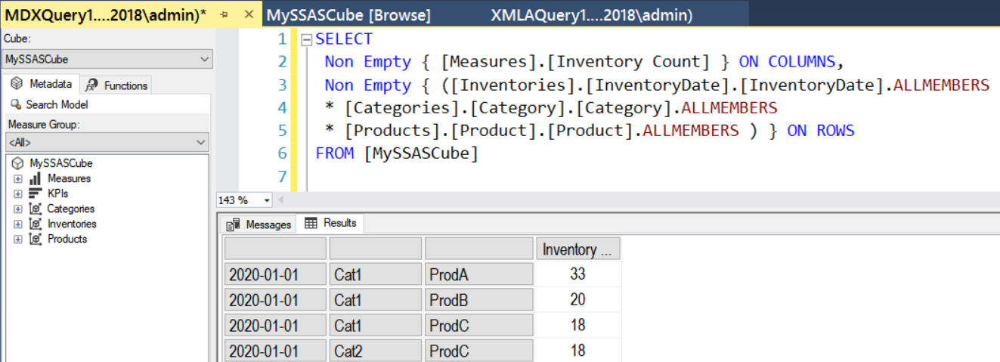 MDXQuery1....2018\admin)* MySSASCube [Browse] XMLAQuery1....2018\admin)
Cube:
MySSASCube
Metadata Functions
Search Model
Measure Group:
<All>
MySSASCube
Measures
KPIs
Categories
Inventories
Products
1 SELECT
2 Non Empty { [Measures].[Inventory Count] } ON COLUMNS,
3 Non Empty { ([Inventories].[InventoryDate].[InventoryDate].ALLMEMBERS
4 * [Categories].[Category].[Category].ALLMEMBERS
5 * [Products].[Product].[Product].ALLMEMBERS ) } ON ROWS
6 FROM [MySSASCube]
7
143 %
Messages Results
Inventory ...
2020-01-01 Cat1 ProdA 33
2020-01-01 Cat1 ProdB 20
2020-01-01 Cat1 ProdC 18
2020-01-01 Cat2 ProdC 18